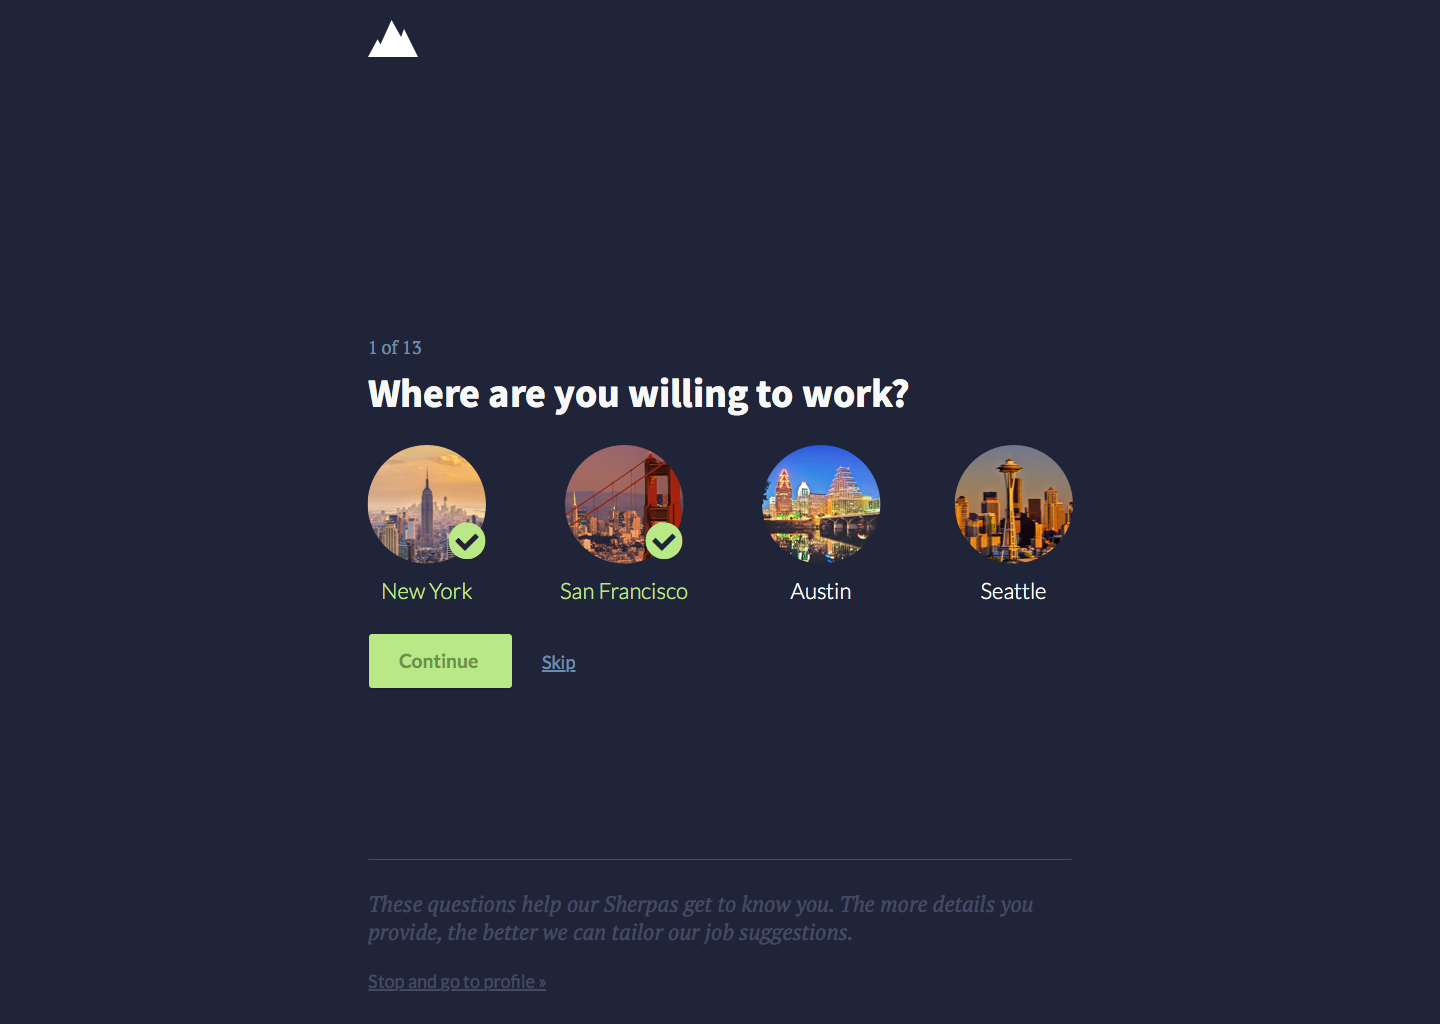 1 of 13
Where are you willing to work?
New York
San Francisco
Austin
Seattle
Continue
Skip
These questions help our Sherpas get to know you. The more details you
provide, the better we can tailor our job suggestions.
Stop and go to profile »